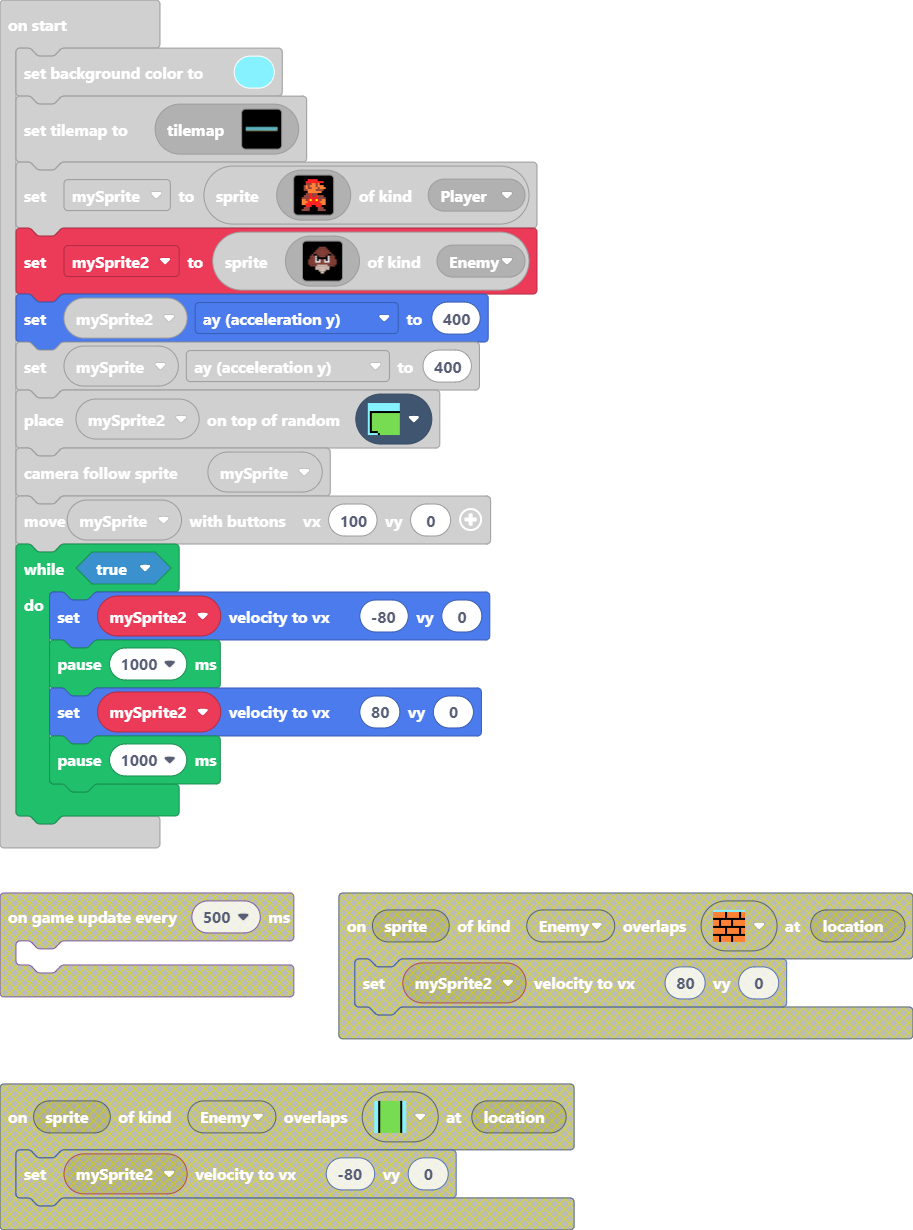 on start
set background color to
set tilemap to tilemap
set mySprite to sprite of kind Player
set mySprite2 to sprite of kind Enemy
set mySprite2 ay (acceleration y) to 400
set mySprite ay (acceleration y) to 400
place mySprite2 on top of random
camera follow sprite mySprite
move mySprite with buttons vx 100 vy 0
while true
do
set mySprite2 velocity to vx -80 vy 0
pause 1000 ms
set mySprite2 velocity to vx 80 vy 0
pause 1000 ms
on game update every 500 ms
on sprite of kind Enemy overlaps at location
set mySprite2 velocity to vx 80 vy 0
on sprite of kind Enemy overlaps at location
set mySprite2 velocity to vx -80 vy 0